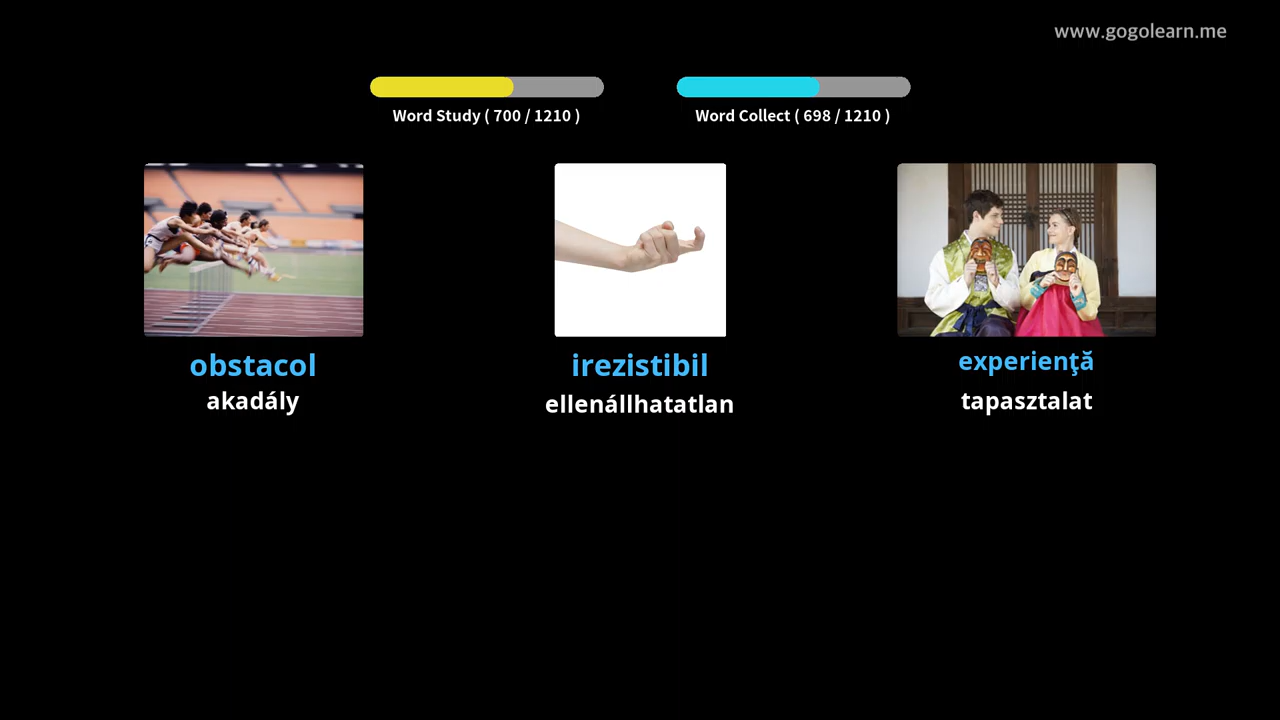 www.gogolearn.me
Word Study ( 700 / 1210 )
Word Collect ( 698 / 1210 )
obstacol
akadály
irezistibil
ellenállhatatlan
experienţă
tapasztalat